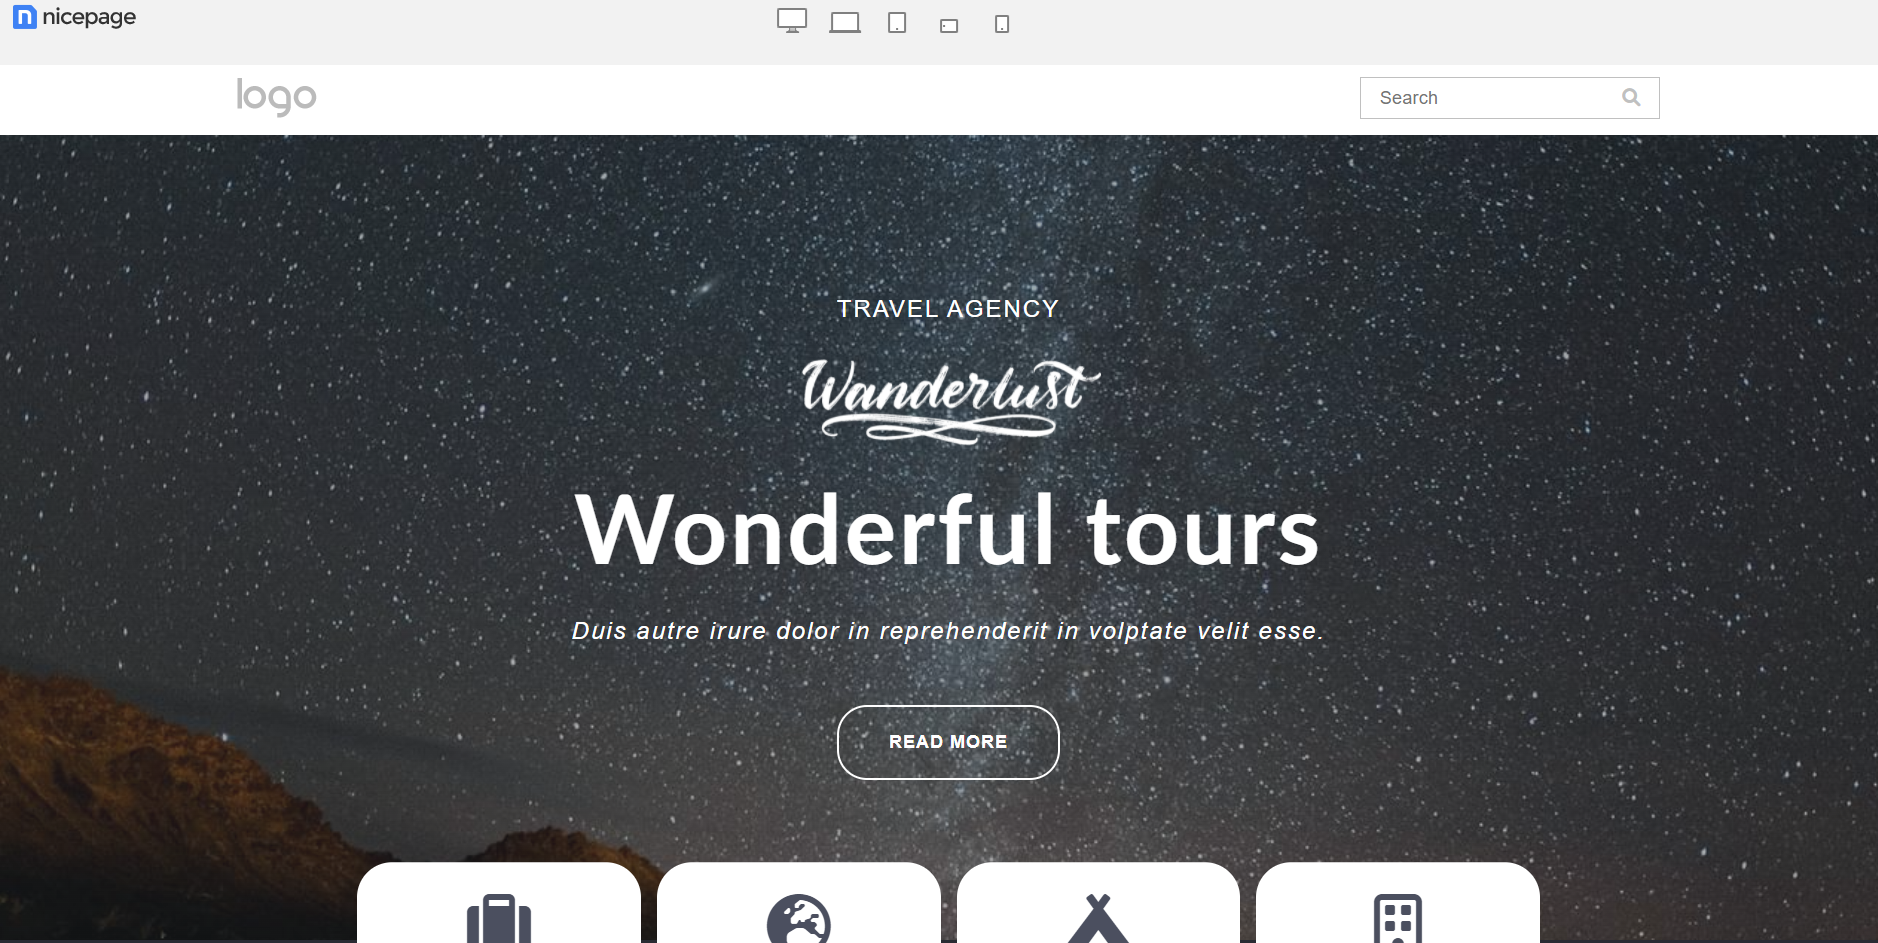 nicepage
logo
Search
TRAVEL AGENCY
Wanderlust
Wonderful tours
Duis autre irure dolor in reprehenderit in volptate velit esse.
READ MORE